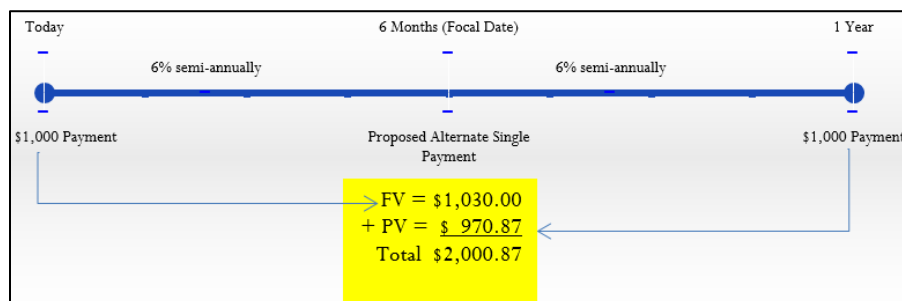 Today 6 Months (Focal Date) 1 Year
6% semi-annually 6% semi-annually
$1,000 Payment Proposed Alternate Single $1,000 Payment
Payment
FV = $1,030.00
+ PV = $ 970.87
Total $2,000.87